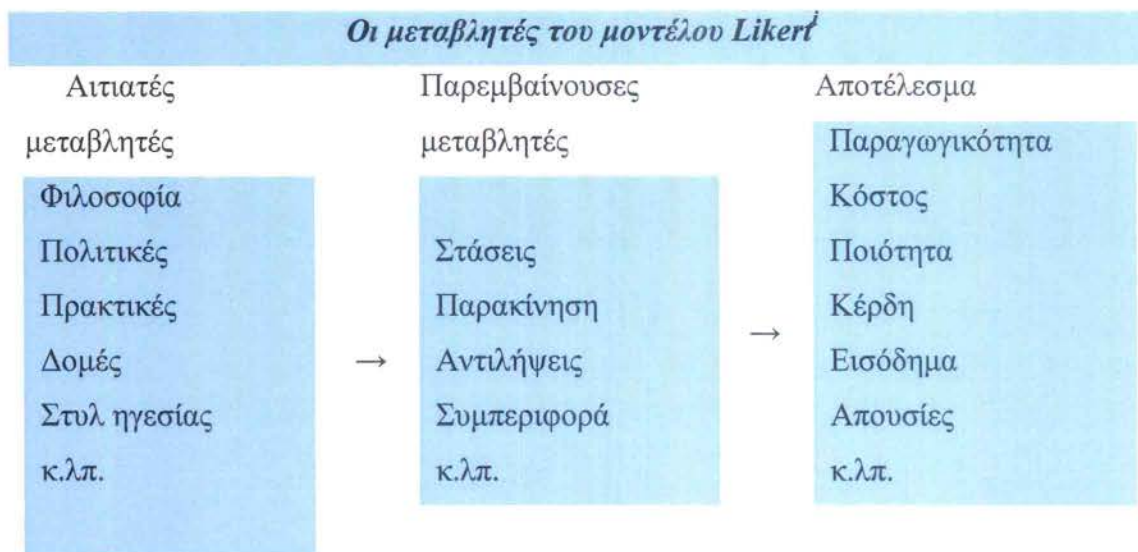 Οι μεταβλητές του μοντέλου Likert
Αιτιατές
μεταβλητές
Φιλοσοφία
Πολιτικές
Πρακτικές
Δομές
Στυλ ηγεσίας
κ.λπ.
→
Παρεμβαίνουσες
μεταβλητές
Στάσεις
Παρακίνηση
Αντιλήψεις
Συμπεριφορά
κ.λπ.
→
Αποτέλεσμα
Παραγωγικότητα
Κόστος
Ποιότητα
Κέρδη
Εισόδημα
Απουσίες
κ.λπ.